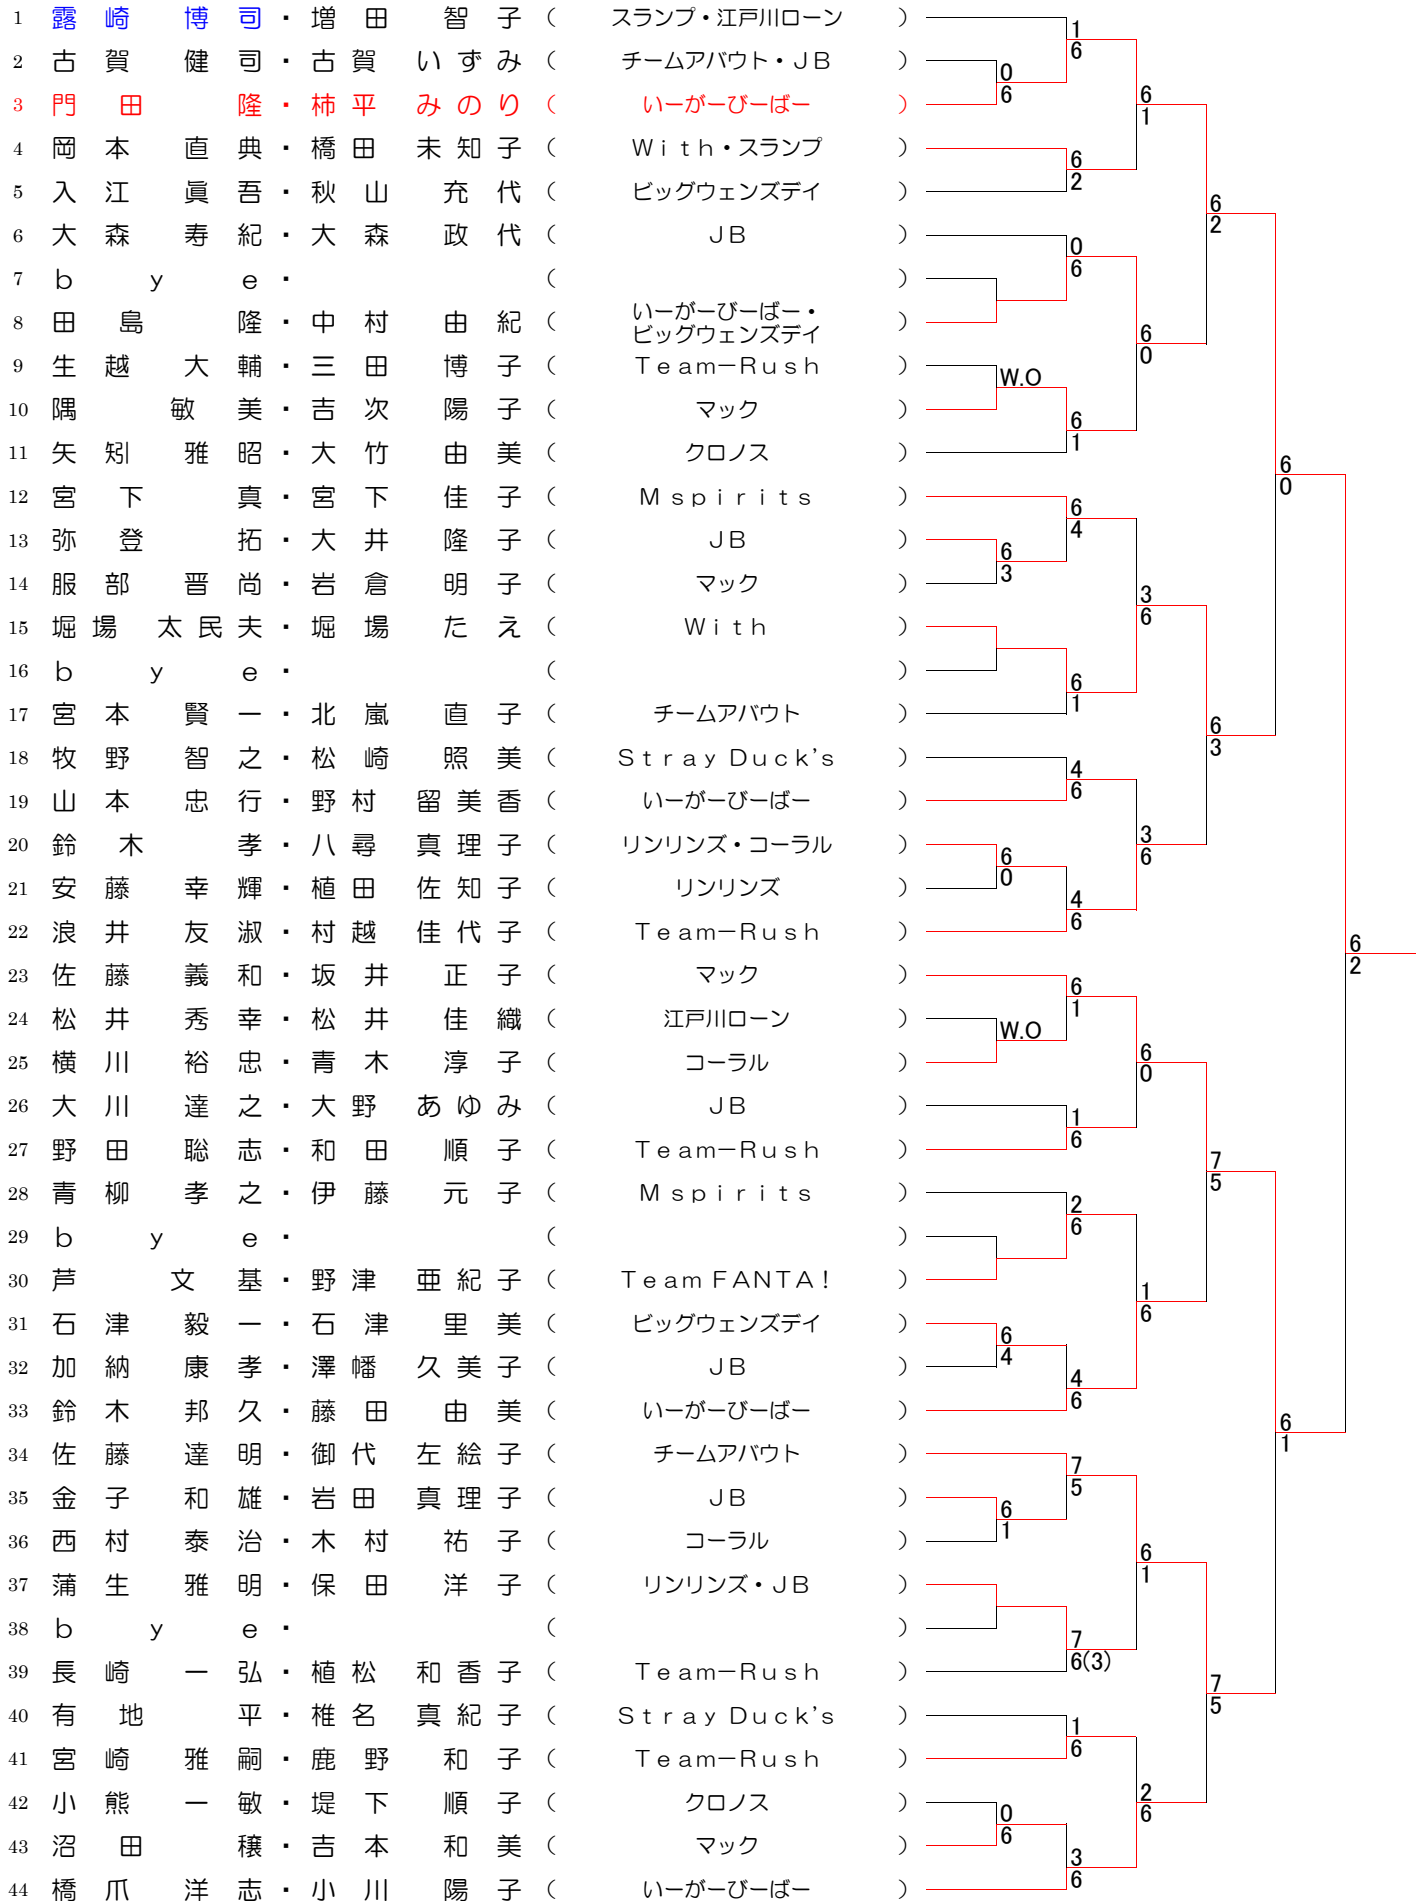 1 露崎 博司・増田 智子 ( スランプ・江戸川ローン )
2 古賀 健司・古賀 いずみ ( チームアバウト・JB )
3 門田 隆・柿平 みのり ( いーがーびーばー )
4 岡本 直典・橋田 未知子 ( With・スランプ )
5 入江 眞吾・秋山 充代 ( ビッグウェンズデイ )
6 大森 寿紀・大森 政代 ( JB )
7 bye・ ( )
8 田島 隆・中村 由紀 ( いーがーびーばー・ビッグウェンズデイ )
9 生越 大輔・三田 博子 ( Team-Rush )
10 隅 敏美・吉次 陽子 ( マック )
11 矢矧 雅昭・大竹 由美 ( クロノス )
12 宮下 真・宮下 佳子 ( Mspirits )
13 弥登 拓・大井 隆子 ( JB )
14 服部 晋尚・岩倉 明子 ( マック )
15 堀場 太民夫・堀場 たえ ( With )
16 bye・ ( )
17 宮本 賢一・北嵐 直子 ( チームアバウト )
18 牧野 智之・松崎 照美 ( Stray Duck's )
19 山本 忠行・野村 留美香 ( いーがーびーばー )
20 鈴木 孝・八尋 真理子 ( リンリンズ・コーラル )
21 安藤 幸輝・植田 佐知子 ( リンリンズ )
22 浪井 友淑・村越 佳代子 ( Team-Rush )
23 佐藤 義和・坂井 正子 ( マック )
24 松井 秀幸・松井 佳織 ( 江戸川ローン )
25 横川 裕忠・青木 淳子 ( コーラル )
26 大川 達之・大野 あゆみ ( JB )
27 野田 聡志・和田 順子 ( Team-Rush )
28 青柳 孝之・伊藤 元子 ( Mspirits )
29 bye・ ( )
30 芦 文基・野津 亜紀子 ( Team FANTA! )
31 石津 毅一・石津 里美 ( ビッグウェンズデイ )
32 加納 康孝・澤幡 久美子 ( JB )
33 鈴木 邦久・藤田 由美 ( いーがーびーばー )
34 佐藤 達明・御代 左絵子 ( チームアバウト )
35 金子 和雄・岩田 真理子 ( JB )
36 西村 泰治・木村 祐子 ( コーラル )
37 蒲生 雅明・保田 洋子 ( リンリンズ・JB )
38 bye・ ( )
39 長崎 一弘・植松 和香子 ( Team-Rush )
40 有地 平・椎名 真紀子 ( Stray Duck's )
41 宮崎 雅嗣・鹿野 和子 ( Team-Rush )
42 小熊 一敏・堤下 順子 ( クロノス )
43 沼田 穣・吉本 和美 ( マック )
44 橋爪 洋志・小川 陽子 ( いーがーびーばー )
0
6
W.O
6
3
6
0
W.O
6
4
6
1
0
6
1
6
6
2
0
6
6
1
6
4
6
1
4
6
4
6
6
1
1
6
2
6
4
6
7
5
7
6(3)
1
6
3
6
6
1
6
0
3
6
3
6
6
0
1
6
6
1
2
6
6
2
6
3
7
5
7
5
6
0
6
1
6
2